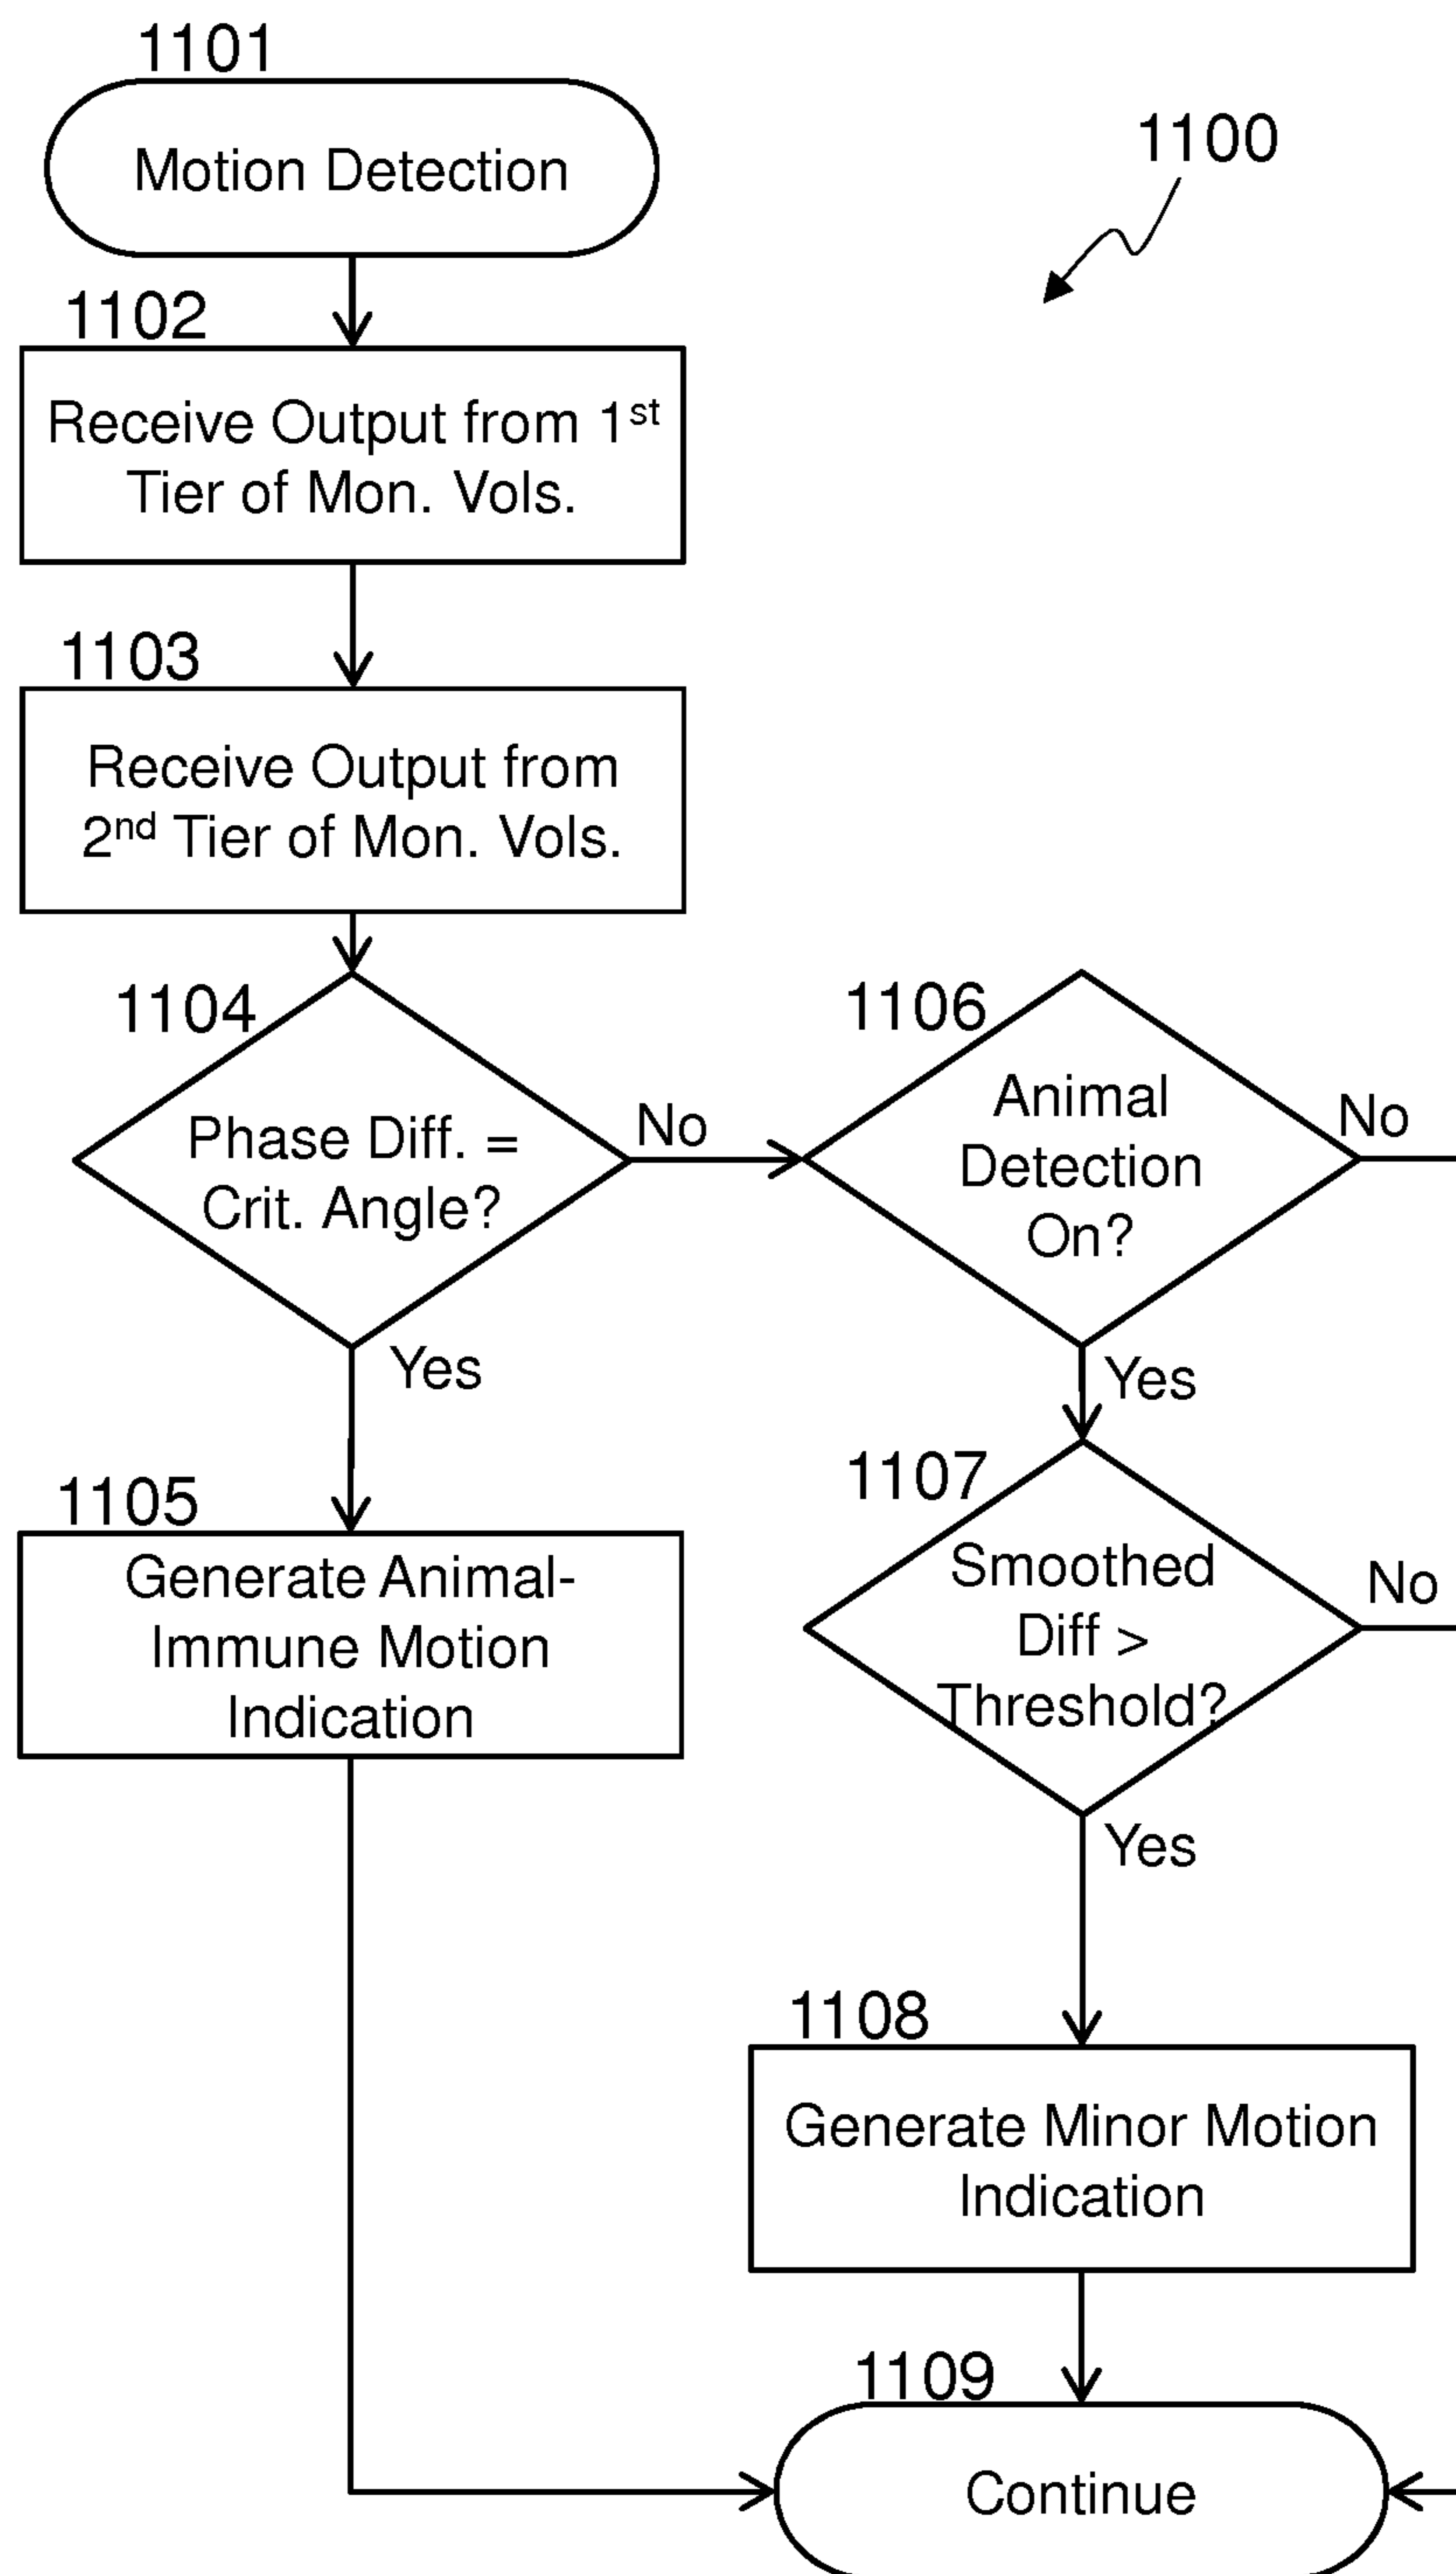 1101
Motion Detection
1100
1102
Receive Output from 1st
Tier of Mon. Vols.
1103
Receive Output from
2nd Tier of Mon. Vols.
1104
Phase Diff. =
Crit. Angle?
No
Yes
1106
Animal
Detection
On?
No
Yes
1105
Generate Animal-
Immune Motion
Indication
1107
Smoothed
Diff >
Threshold?
No
Yes
1108
Generate Minor Motion
Indication
1109
Continue